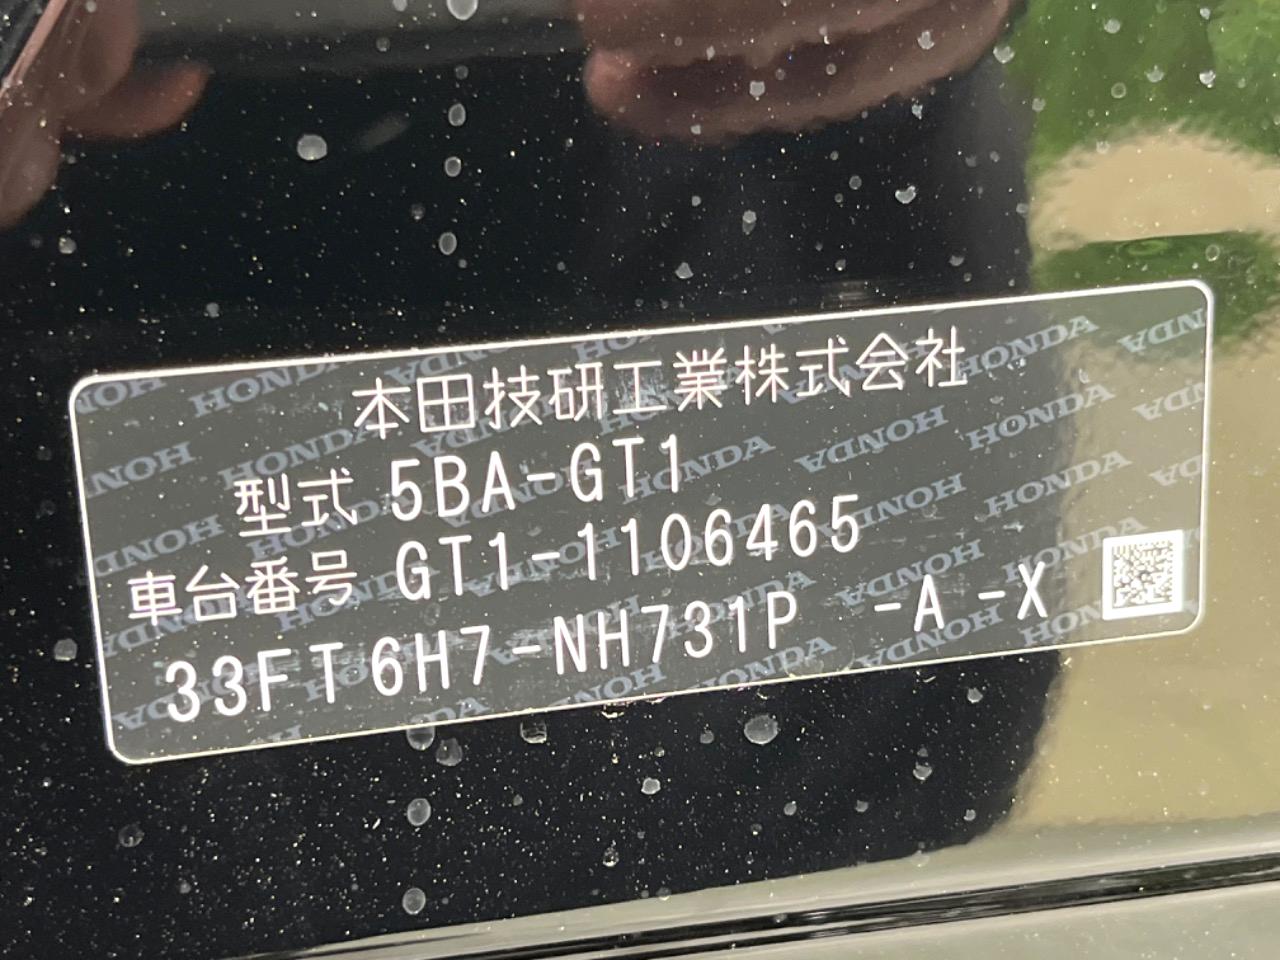 本田技研工業株式会社
型式 5BA-GT1
車台番号 GT1-1106465
33FT6H7-NH731P -A -X